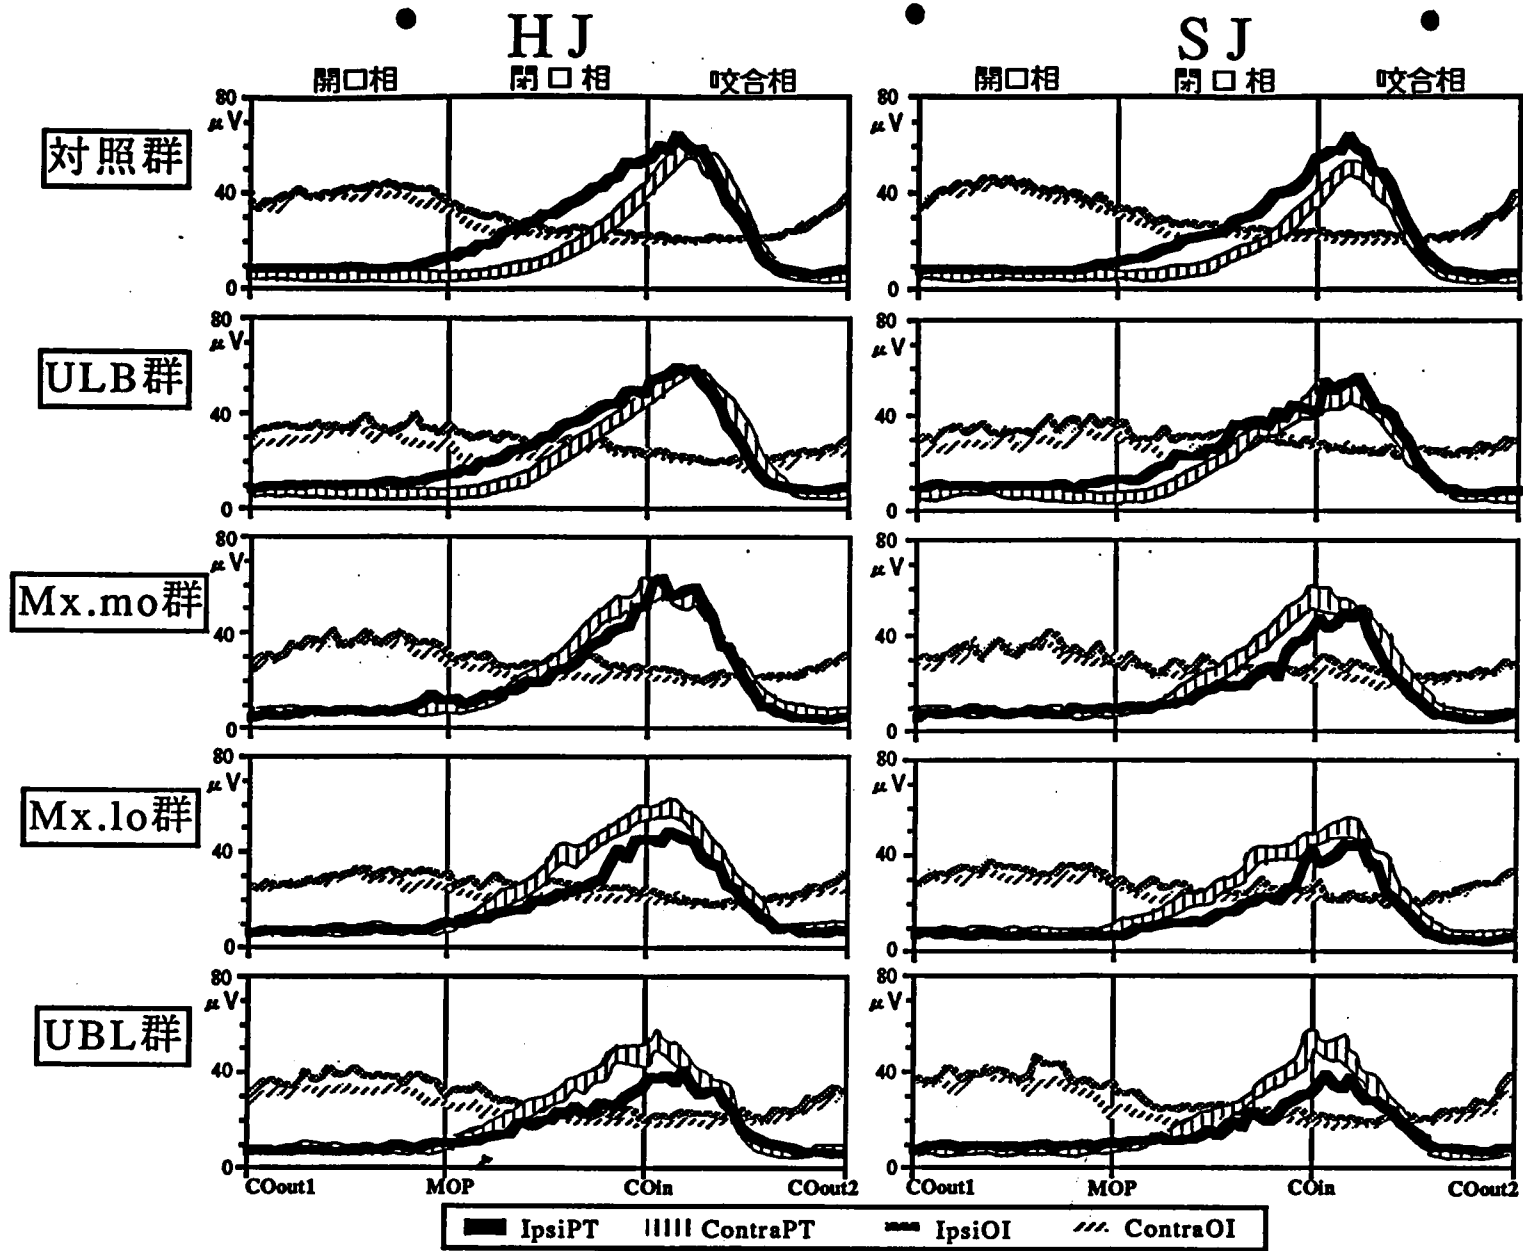 HJ SJ
開口相 閉口相 咬合相 開口相 閉口相 咬合相
対照群
80 μV 40 0
80 μV 40 0
ULB群
80 μV 40 0
80 μV 40 0
Mx.mo群
80 μV 40 0
80 μV 40 0
Mx.lo群
80 μV 40 0
80 μV 40 0
UBL群
80 μV 40 0
80 μV 40 0
COout1 MOP COin COout2 COout1 MOP COin COout2
IpsiPT ContraPT IpsiOI ContraOI